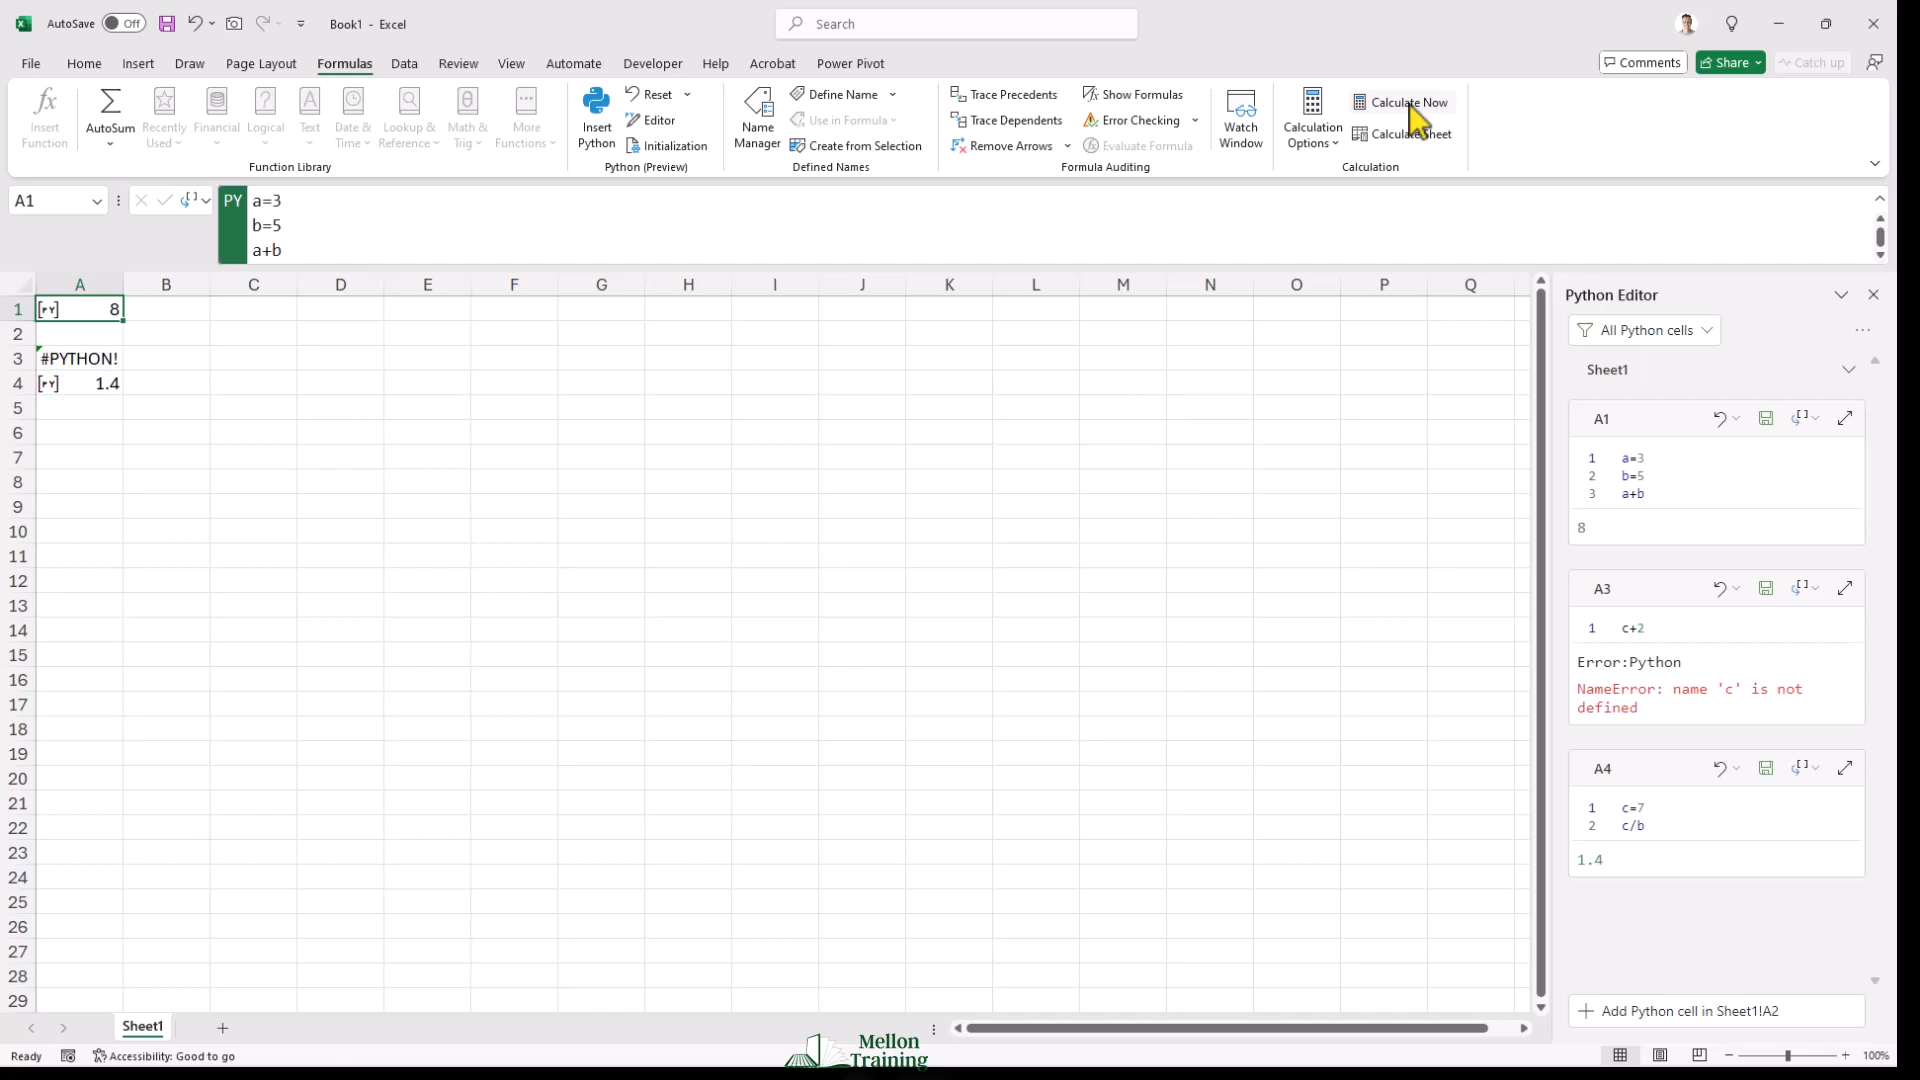 AutoSave Off Book1 - Excel Search
File Home Insert Draw Page Layout Formulas Data Review View Automate Developer Help Acrobat Power Pivot Comments Share Catch up
fx Insert Function
AutoSum
Recently Used
Financial
Logical
Text
Date & Time
Lookup & Reference
Math & Trig
More Functions
Function Library
Insert Python
Reset
Editor
Initialization
Python (Preview)
Name Manager
Define Name
Use in Formula
Create from Selection
Defined Names
Trace Precedents
Trace Dependents
Remove Arrows
Show Formulas
Error Checking
Evaluate Formula
Formula Auditing
Watch Window
Calculation Options
Calculate Now
Calculate Sheet
Calculation
A1
PY a=3
b=5
a+b
A B C D E F G H I J K L M N O P Q
1 [PY] 8
2
3 #PYTHON!
4 [PY] 1.4
5
6
7
8
9
10
11
12
13
14
15
16
17
18
19
20
21
22
23
24
25
26
27
28
29
Python Editor
All Python cells
Sheet1
A1
1 a=3
2 b=5
3 a+b
8
A3
1 c+2
Error:Python
NameError: name 'c' is not
defined
A4
1 c=7
2 c/b
1.4
Add Python cell in Sheet1!A2
Sheet1
Ready Accessibility: Good to go
Mellon
Training
100%